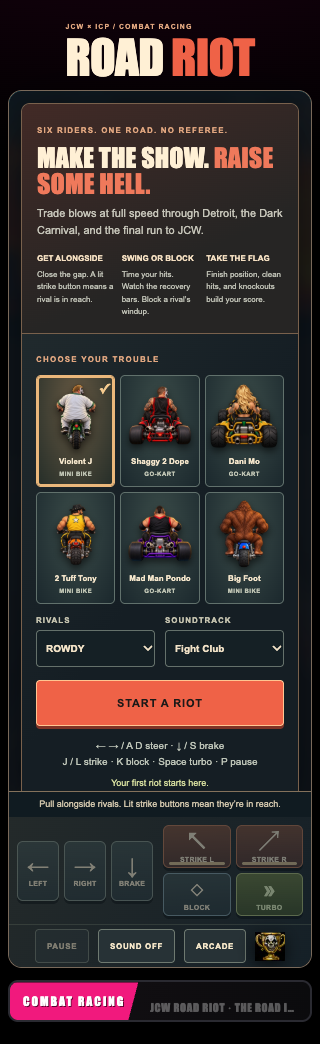 JCW × ICP / COMBAT RACING
ROAD RIOT
SIX RIDERS. ONE ROAD. NO REFEREE.
MAKE THE SHOW. RAISE
SOME HELL.
Trade blows at full speed through Detroit, the Dark
Carnival, and the final run to JCW.
GET ALONGSIDE
Close the gap. A lit
strike button means a
rival is in reach.
SWING OR BLOCK
Time your hits.
Watch the recovery
bars. Block a rival's
windup.
TAKE THE FLAG
Finish position, clean
hits, and knockouts
build your score.
CHOOSE YOUR TROUBLE
Violent J
MINI BIKE
Shaggy 2 Dope
GO-KART
Dani Mo
GO-KART
2 Tuff Tony
MINI BIKE
Mad Man Pondo
GO-KART
Big Foot
MINI BIKE
RIVALS
ROWDY
SOUNDTRACK
Fight Club
START A RIOT
← → / A D steer · ↓ / S brake
J / L strike · K block · Space turbo · P pause
Your first riot starts here.
Pull alongside rivals. Lit strike buttons mean they're in reach.
← LEFT
→ RIGHT
↓ BRAKE
↖ STRIKE L
↗ STRIKE R
◇ BLOCK
» TURBO
PAUSE
SOUND OFF
ARCADE
COMBAT RACING
JCW ROAD RIOT · THE ROAD I…